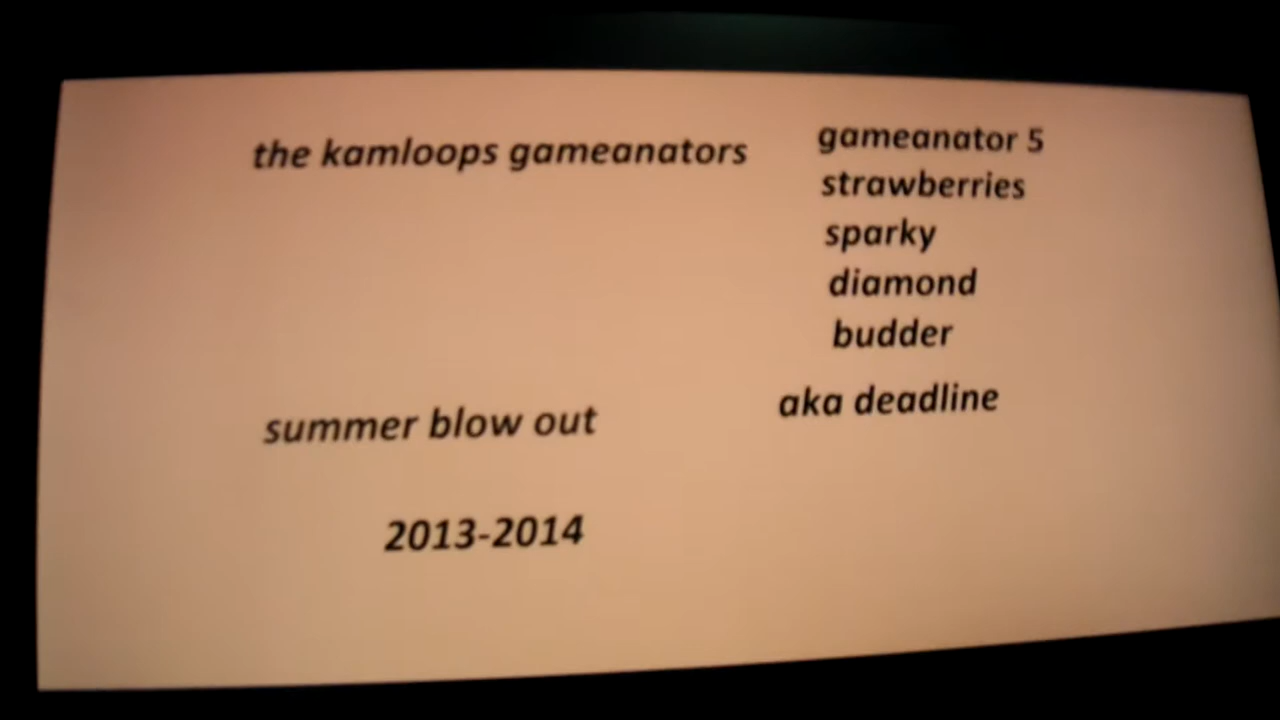 the kamloops gameanators
gameanator 5
strawberries
sparky
diamond
budder
summer blow out
aka deadline
2013-2014